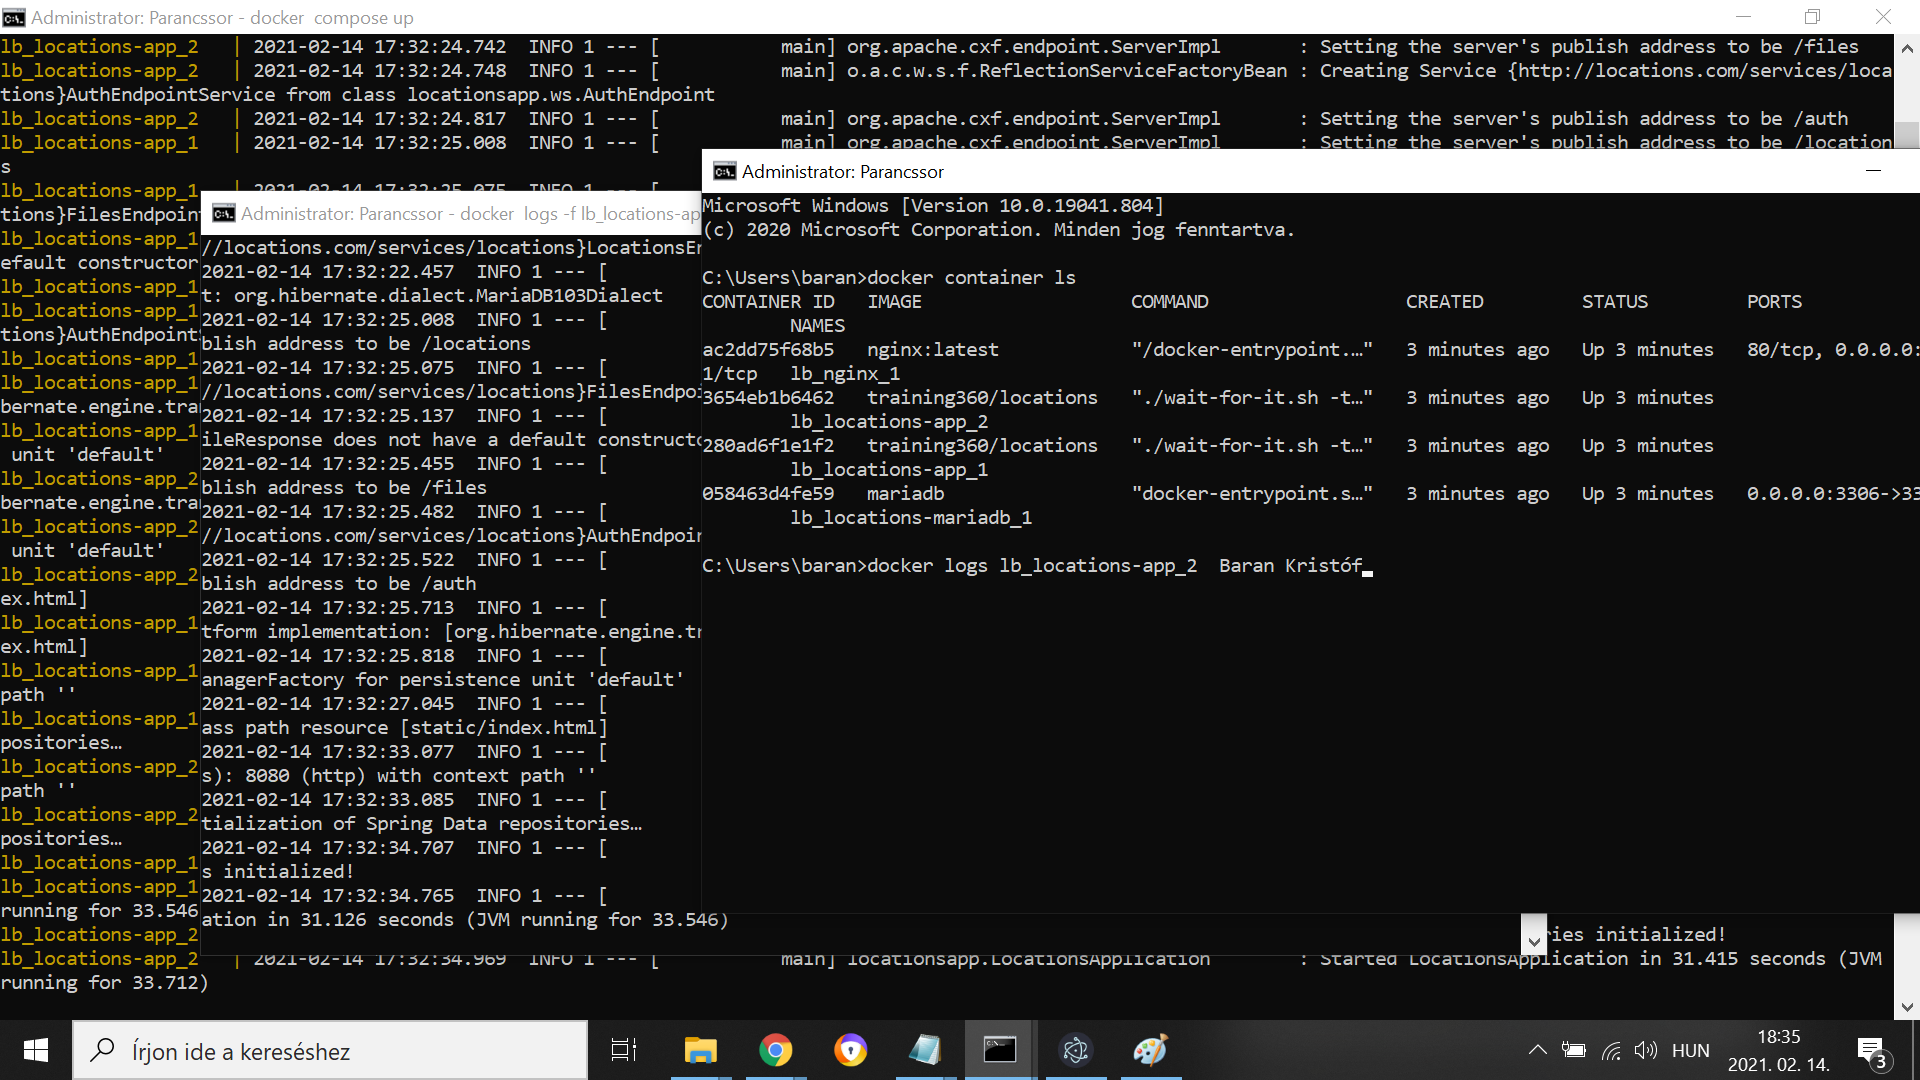 Administrator: Parancssor - docker  compose up
lb_locations-app_2   | 2021-02-14 17:32:24.742  INFO 1 --- [           main] org.apache.cxf.endpoint.ServerImpl       : Setting the server's publish address to be /files
lb_locations-app_2   | 2021-02-14 17:32:24.748  INFO 1 --- [           main] o.a.c.w.s.f.ReflectionServiceFactoryBean : Creating Service {http://locations.com/services/loca
tions}AuthEndpointService from class locationsapp.ws.AuthEndpoint
lb_locations-app_2   | 2021-02-14 17:32:24.817  INFO 1 --- [           main] org.apache.cxf.endpoint.ServerImpl       : Setting the server's publish address to be /auth
lb_locations-app_1   | 2021-02-14 17:32:25.008  INFO 1 --- [           main] org.apache.cxf.endpoint.ServerImpl       : Setting the server's publish address to be /location
s
lb_locations-app_1   | 2021-02-14 17:32:25.075  INFO 1 --- [
tions}FilesEndpoint
lb_locations-app_1
efault constructor
lb_locations-app_1
lb_locations-app_1
tions}AuthEndpoint
lb_locations-app_1
lb_locations-app_1
bernate.engine.tra
lb_locations-app_1
unit 'default'
lb_locations-app_2
bernate.engine.tra
lb_locations-app_2
unit 'default'
lb_locations-app_2
ex.html]
lb_locations-app_1
ex.html]
lb_locations-app_1
path ''
lb_locations-app_1
positories…
lb_locations-app_2
path ''
lb_locations-app_2
positories…
lb_locations-app_1
lb_locations-app_1
running for 33.546
lb_locations-app_2
ries initialized!
lb_locations-app_2   | 2021-02-14 17:32:34.969  INFO 1 --- [           main] locationsapp.LocationsApplication        : Started LocationsApplication in 31.415 seconds (JVM
running for 33.712)
Administrator: Parancssor - docker  logs -f lb_locations-ap
//locations.com/services/locations}LocationsEn
2021-02-14 17:32:22.457  INFO 1 --- [
t: org.hibernate.dialect.MariaDB103Dialect
2021-02-14 17:32:25.008  INFO 1 --- [
blish address to be /locations
2021-02-14 17:32:25.075  INFO 1 --- [
//locations.com/services/locations}FilesEndpoi
2021-02-14 17:32:25.137  INFO 1 --- [
ileResponse does not have a default constructo
2021-02-14 17:32:25.455  INFO 1 --- [
blish address to be /files
2021-02-14 17:32:25.482  INFO 1 --- [
//locations.com/services/locations}AuthEndpoin
2021-02-14 17:32:25.522  INFO 1 --- [
blish address to be /auth
2021-02-14 17:32:25.713  INFO 1 --- [
tform implementation: [org.hibernate.engine.tr
2021-02-14 17:32:25.818  INFO 1 --- [
anagerFactory for persistence unit 'default'
2021-02-14 17:32:27.045  INFO 1 --- [
ass path resource [static/index.html]
2021-02-14 17:32:33.077  INFO 1 --- [
s): 8080 (http) with context path ''
2021-02-14 17:32:33.085  INFO 1 --- [
tialization of Spring Data repositories…
2021-02-14 17:32:34.707  INFO 1 --- [
s initialized!
2021-02-14 17:32:34.765  INFO 1 --- [
ation in 31.126 seconds (JVM running for 33.546)
Administrator: Parancssor
Microsoft Windows [Version 10.0.19041.804]
(c) 2020 Microsoft Corporation. Minden jog fenntartva.
C:\Users\baran>docker container ls
CONTAINER ID   IMAGE                   COMMAND                  CREATED         STATUS         PORTS
NAMES
ac2dd75f68b5   nginx:latest            "/docker-entrypoint.…"   3 minutes ago   Up 3 minutes   80/tcp, 0.0.0.0:
1/tcp   lb_nginx_1
3654eb1b6462   training360/locations   "./wait-for-it.sh -t…"   3 minutes ago   Up 3 minutes
lb_locations-app_2
280ad6f1e1f2   training360/locations   "./wait-for-it.sh -t…"   3 minutes ago   Up 3 minutes
lb_locations-app_1
058463d4fe59   mariadb                 "docker-entrypoint.s…"   3 minutes ago   Up 3 minutes   0.0.0.0:3306->33
lb_locations-mariadb_1
C:\Users\baran>docker logs lb_locations-app_2  Baran Kristóf
Írjon ide a kereséshez
HUN
18:35
2021. 02. 14.
3